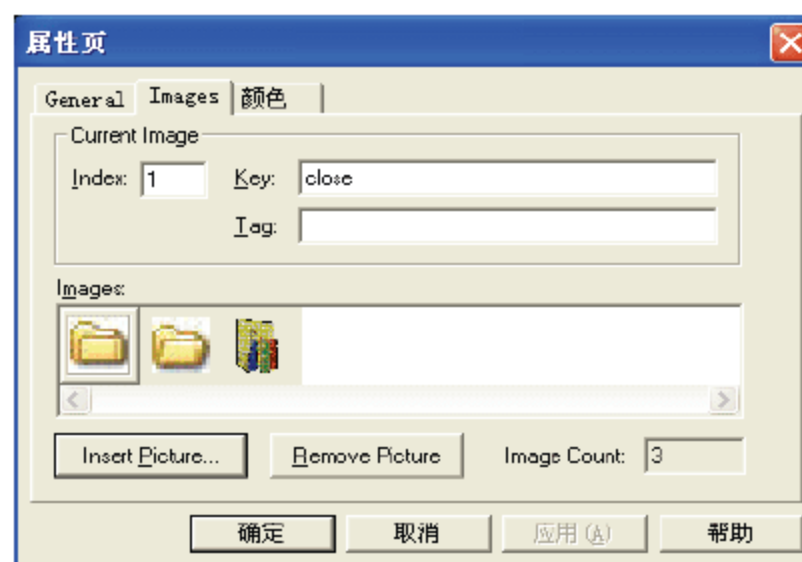 属性页
General Images 颜色
Current Image
Index: 1 Key: close
Tag:
Images:
Insert Picture... Remove Picture Image Count: 3
确定 取消 应用(A) 帮助